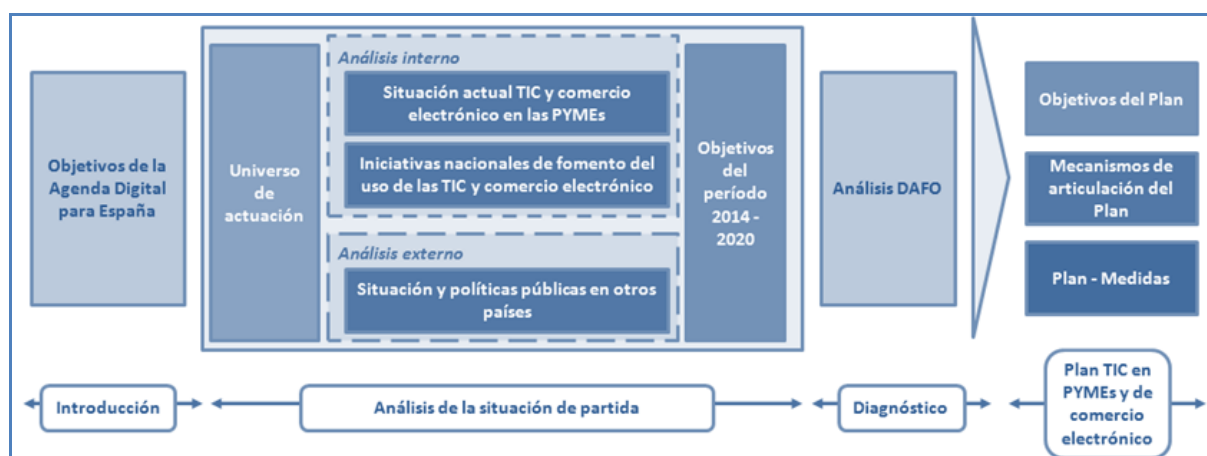 Objetivos de la
Agenda Digital
para España
Universo
de
actuación
Análisis interno
Situación actual TIC y comercio
electrónico en las PYMEs
Iniciativas nacionales de fomento del
uso de las TIC y comercio electrónico
Análisis externo
Situación y políticas públicas en otros
países
Objetivos
del
período
2014 -
2020
Análisis DAFO
Objetivos del Plan
Mecanismos de
articulación del
Plan
Plan - Medidas
Introducción
Análisis de la situación de partida
Diagnóstico
Plan TIC en
PYMEs y de
comercio
electrónico